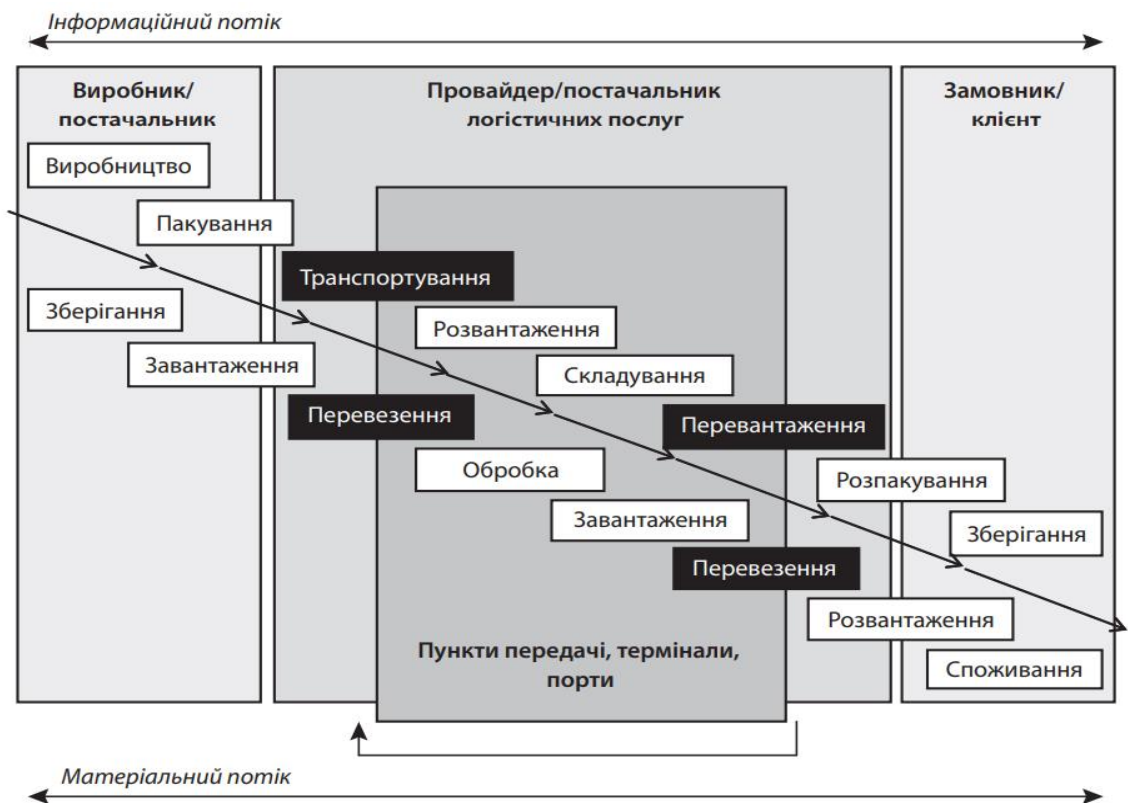 Інформаційний потік
Виробник/
постачальник
Провайдер/постачальник
логістичних послуг
Замовник/
клієнт
Виробництво
Пакування
Транспортування
Зберігання
Розвантаження
Завантаження
Складування
Перевезення
Перевантаження
Обробка
Розпакування
Завантаження
Зберігання
Перевезення
Розвантаження
Пункти передачі, термінали,
порти
Споживання
Матеріальний потік